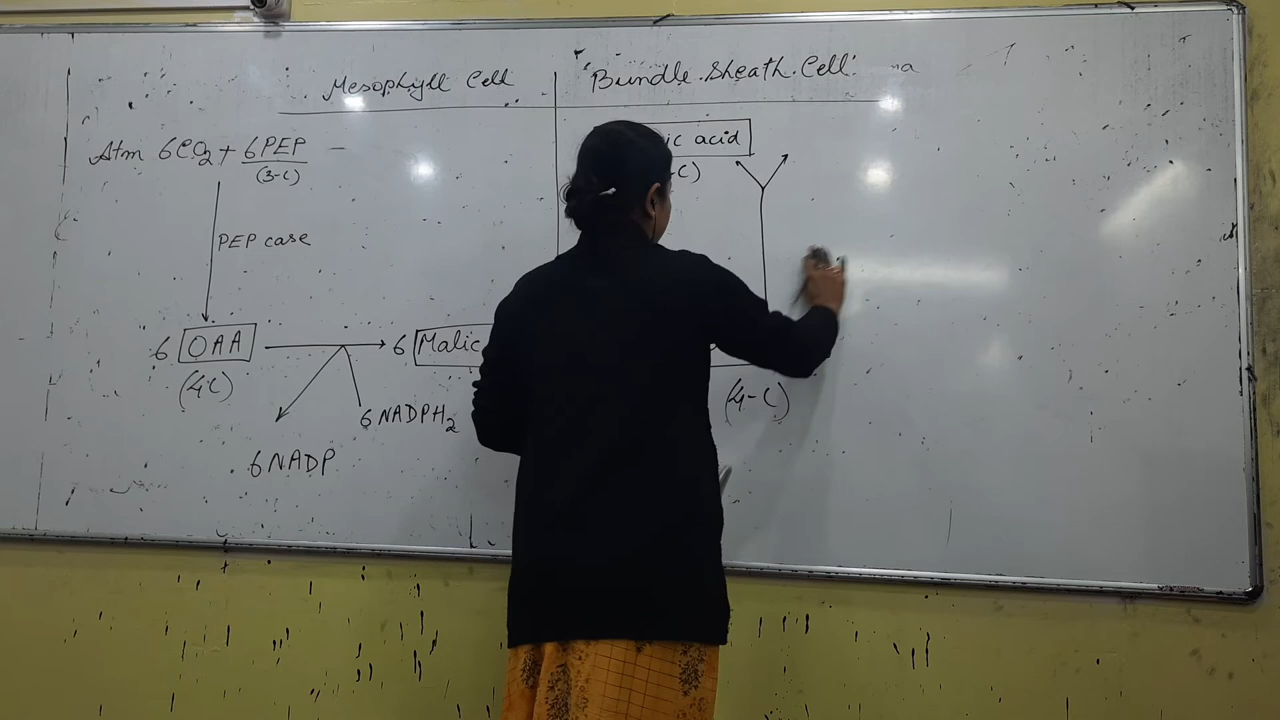 Mesophyll Cell
Bundle Sheath Cell
Atm 6CO2 + 6PEP
(3-C)
ic acid
C)
PEP case
6 OAA
(4C)
6 Malic
6 NADPH2
6 NADP
(4-C)